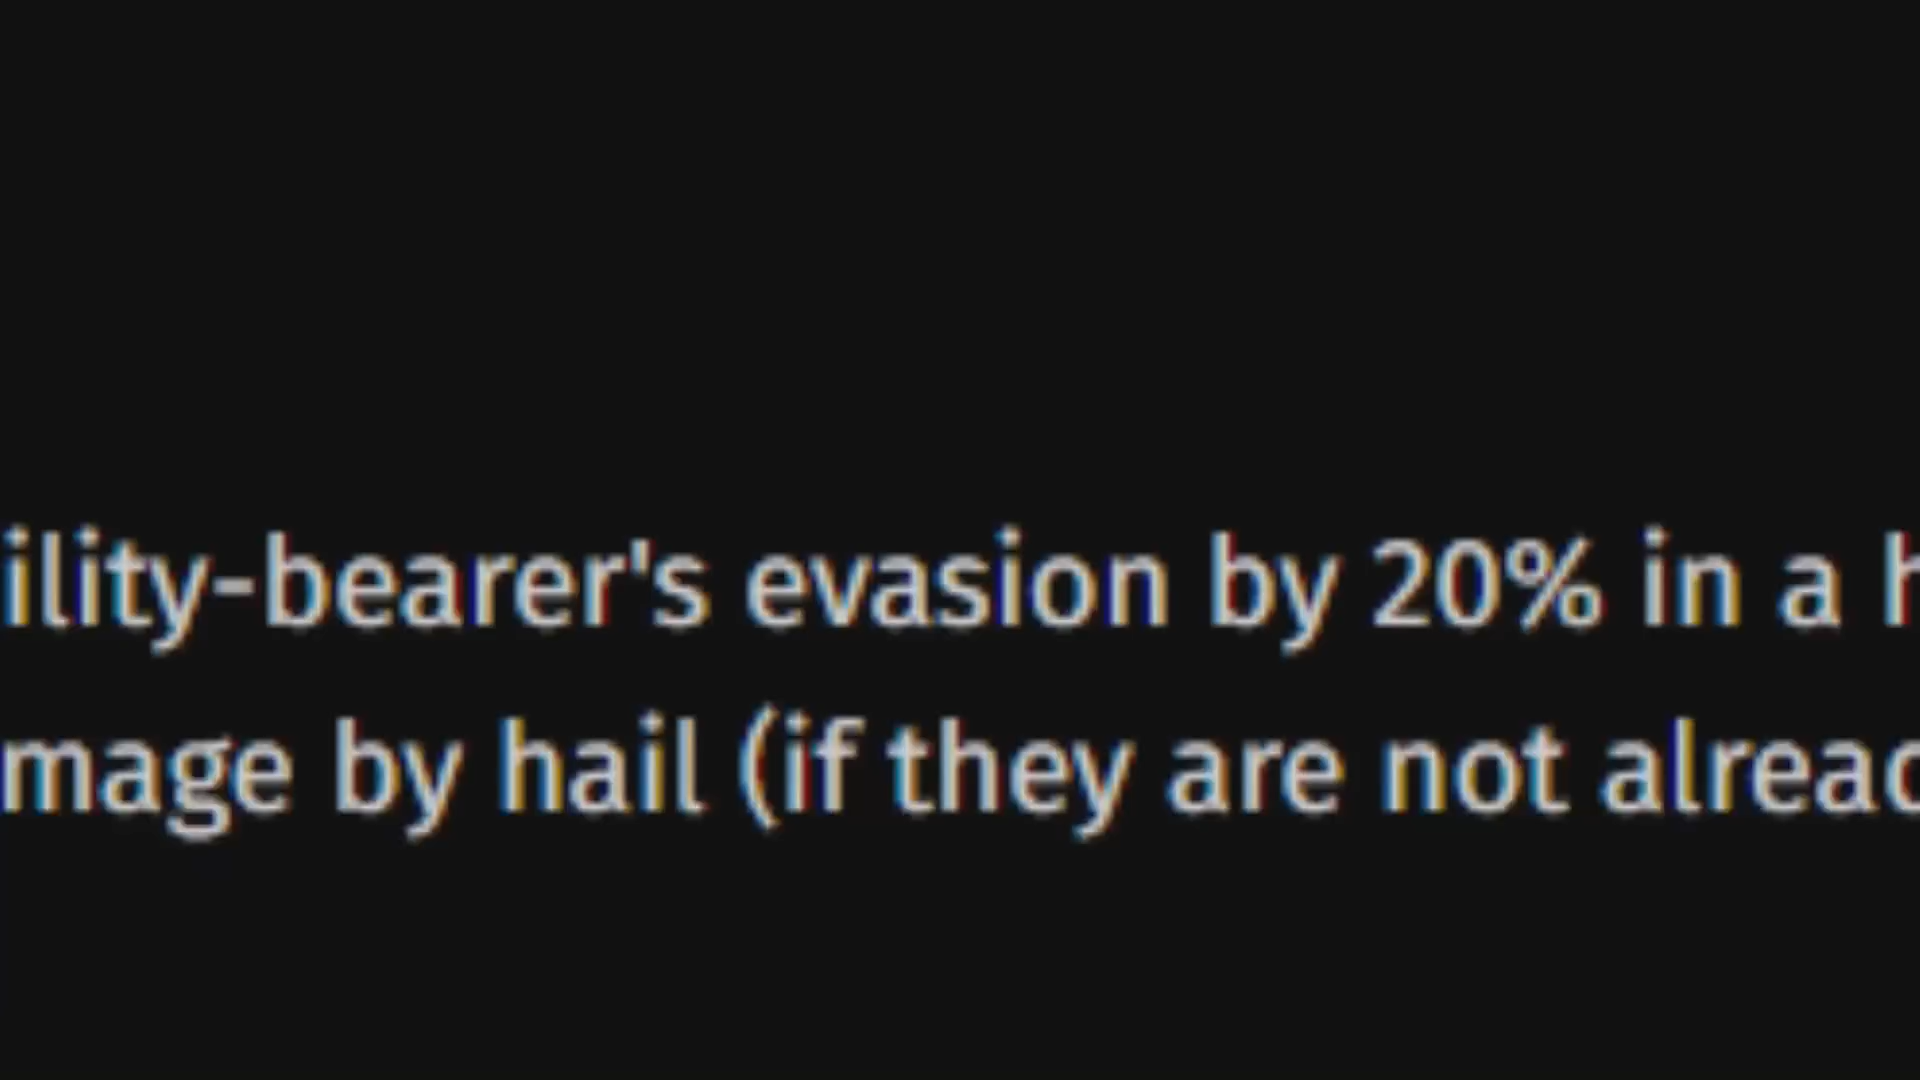 ility-bearer's evasion by 20% in a h
mage by hail (if they are not alread